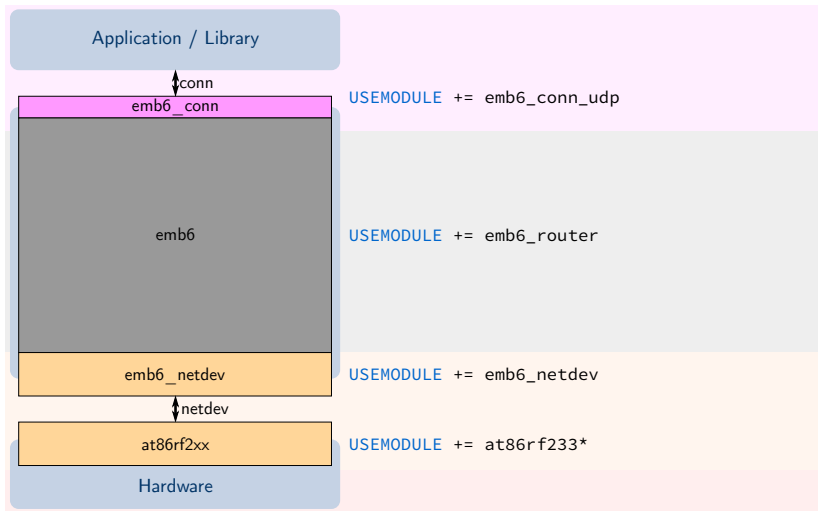 Application / Library
conn
emb6_conn
USEMODULE += emb6_conn_udp
emb6
USEMODULE += emb6_router
emb6_netdev
USEMODULE += emb6_netdev
netdev
at86rf2xx
USEMODULE += at86rf233*
Hardware